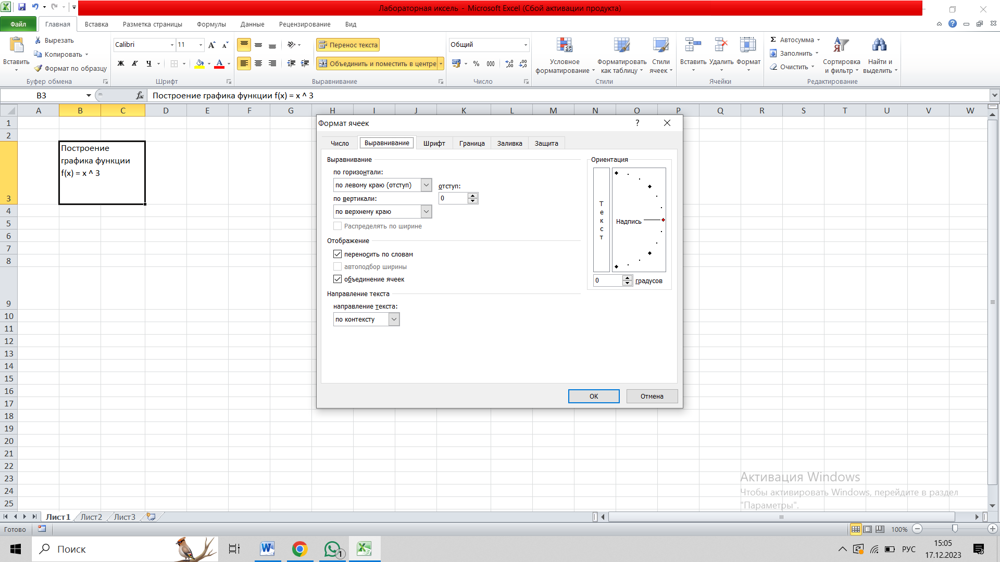 Лабораторная иксель - Microsoft Excel (Сбой активации продукта)
Файл Главная Вставка Разметка страницы Формулы Данные Рецензирование Вид
Вставить
Вырезать
Копировать
Формат по образцу
Буфер обмена
Calibri 11
Ж К Ч
Шрифт
Перенос текста
Объединить и поместить в центре
Выравнивание
Общий
% 000
Число
Условное форматирование
Форматировать как таблицу
Стили ячеек
Стили
Вставить Удалить Формат
Ячейки
Автосумма
Заполнить
Очистить
Сортировка и фильтр
Найти и выделить
Редактирование
B3 fx Построение графика функции f(x) = x ^ 3
A B C D E F G H I J K L M N O P Q R S T U V W
1
2
3
4
5
6
7
8
9
10
11
12
13
14
15
16
17
18
19
20
21
22
23
24
25
Построение
графика функции
f(x) = x ^ 3
Формат ячеек ?
Число Выравнивание Шрифт Граница Заливка Защита
Выравнивание
по горизонтали:
по левому краю (отступ)
отступ:
0
по вертикали:
по верхнему краю
Распределять по ширине
Отображение
переносить по словам
автоподбор ширины
объединение ячеек
Направление текста
направление текста:
по контексту
Ориентация
Текст
Надпись
0 градусов
ОК Отмена
Активация Windows
Чтобы активировать Windows, перейдите в раздел
"Параметры".
Лист1 Лист2 Лист3
Готово 100%
Поиск
1
РУС
15:05
17.12.2023